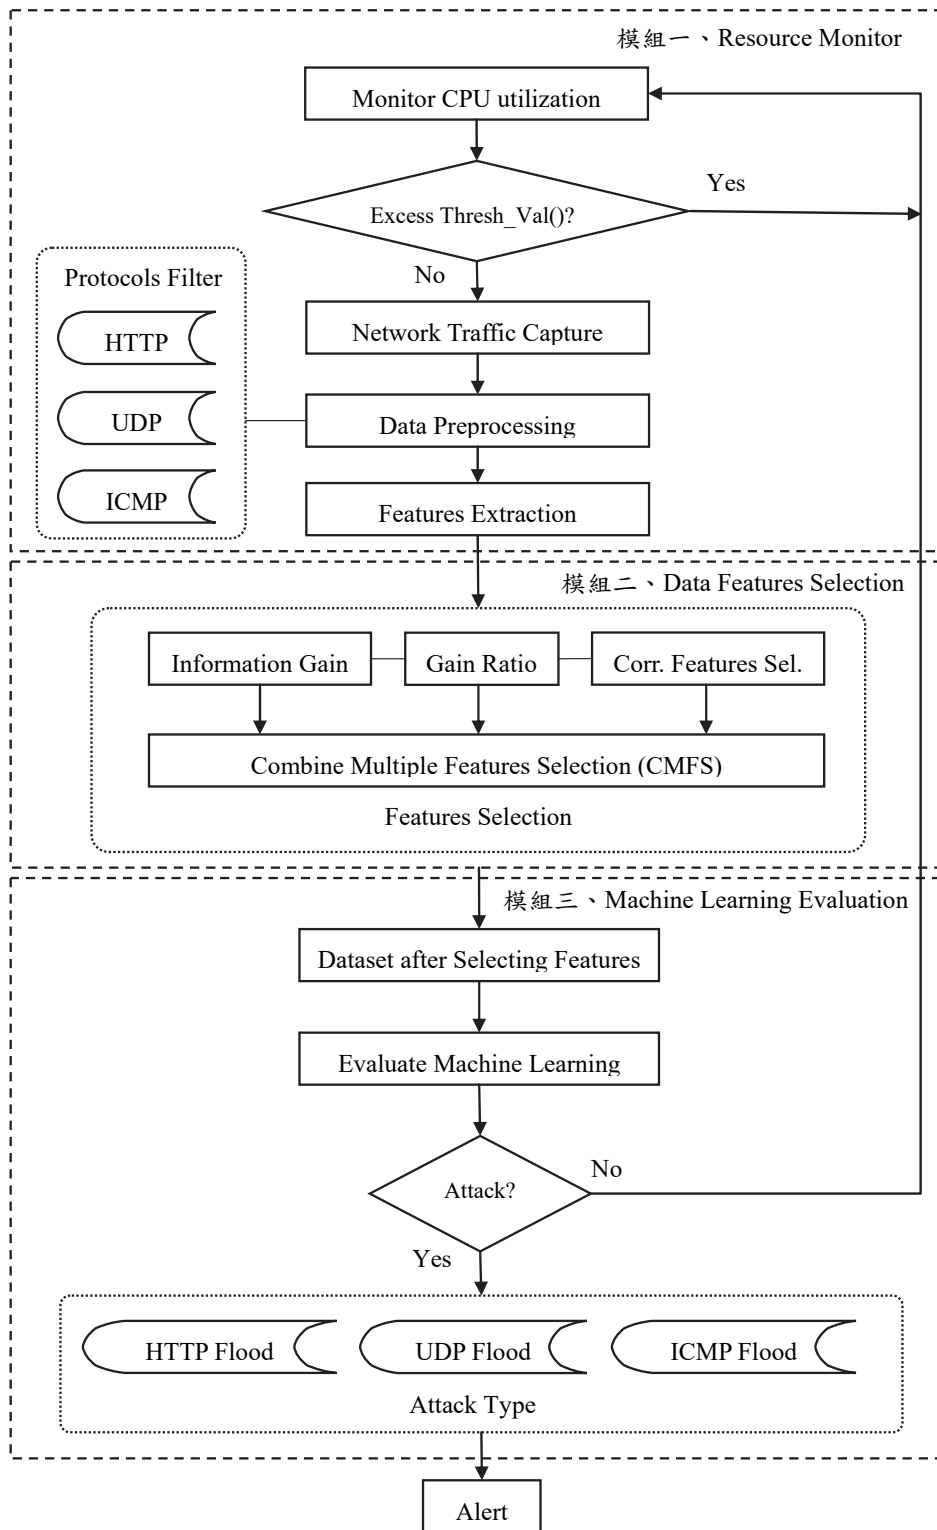 模組一、Resource Monitor
Monitor CPU utilization
Yes
Excess Thresh_Val()?
No
Protocols Filter
HTTP
UDP
ICMP
Network Traffic Capture
Data Preprocessing
Features Extraction
模組二、Data Features Selection
Information Gain
Gain Ratio
Corr. Features Sel.
Combine Multiple Features Selection (CMFS)
Features Selection
模組三、Machine Learning Evaluation
Dataset after Selecting Features
Evaluate Machine Learning
Attack?
No
Yes
HTTP Flood
UDP Flood
ICMP Flood
Attack Type
Alert